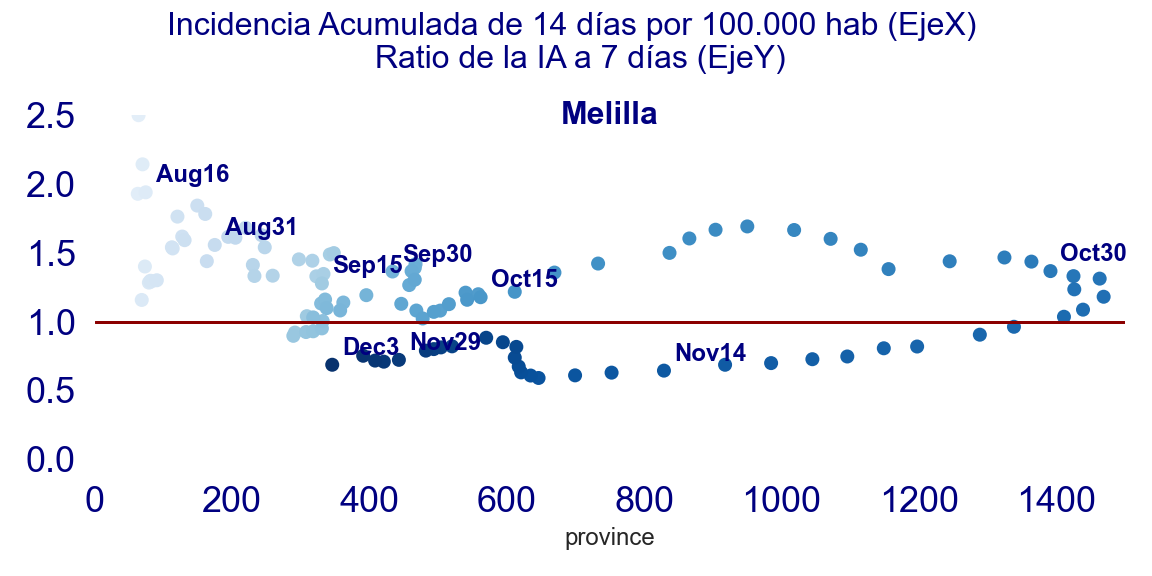 Incidencia Acumulada de 14 días por 100.000 hab (EjeX)
Ratio de la IA a 7 días (EjeY)
Melilla
2.5
2.0
1.5
1.0
0.5
0.0
Aug16
Aug31
Sep15
Sep30
Oct15
Oct30
Dec3
Nov29
Nov14
0 200 400 600 800 1000 1200 1400
province